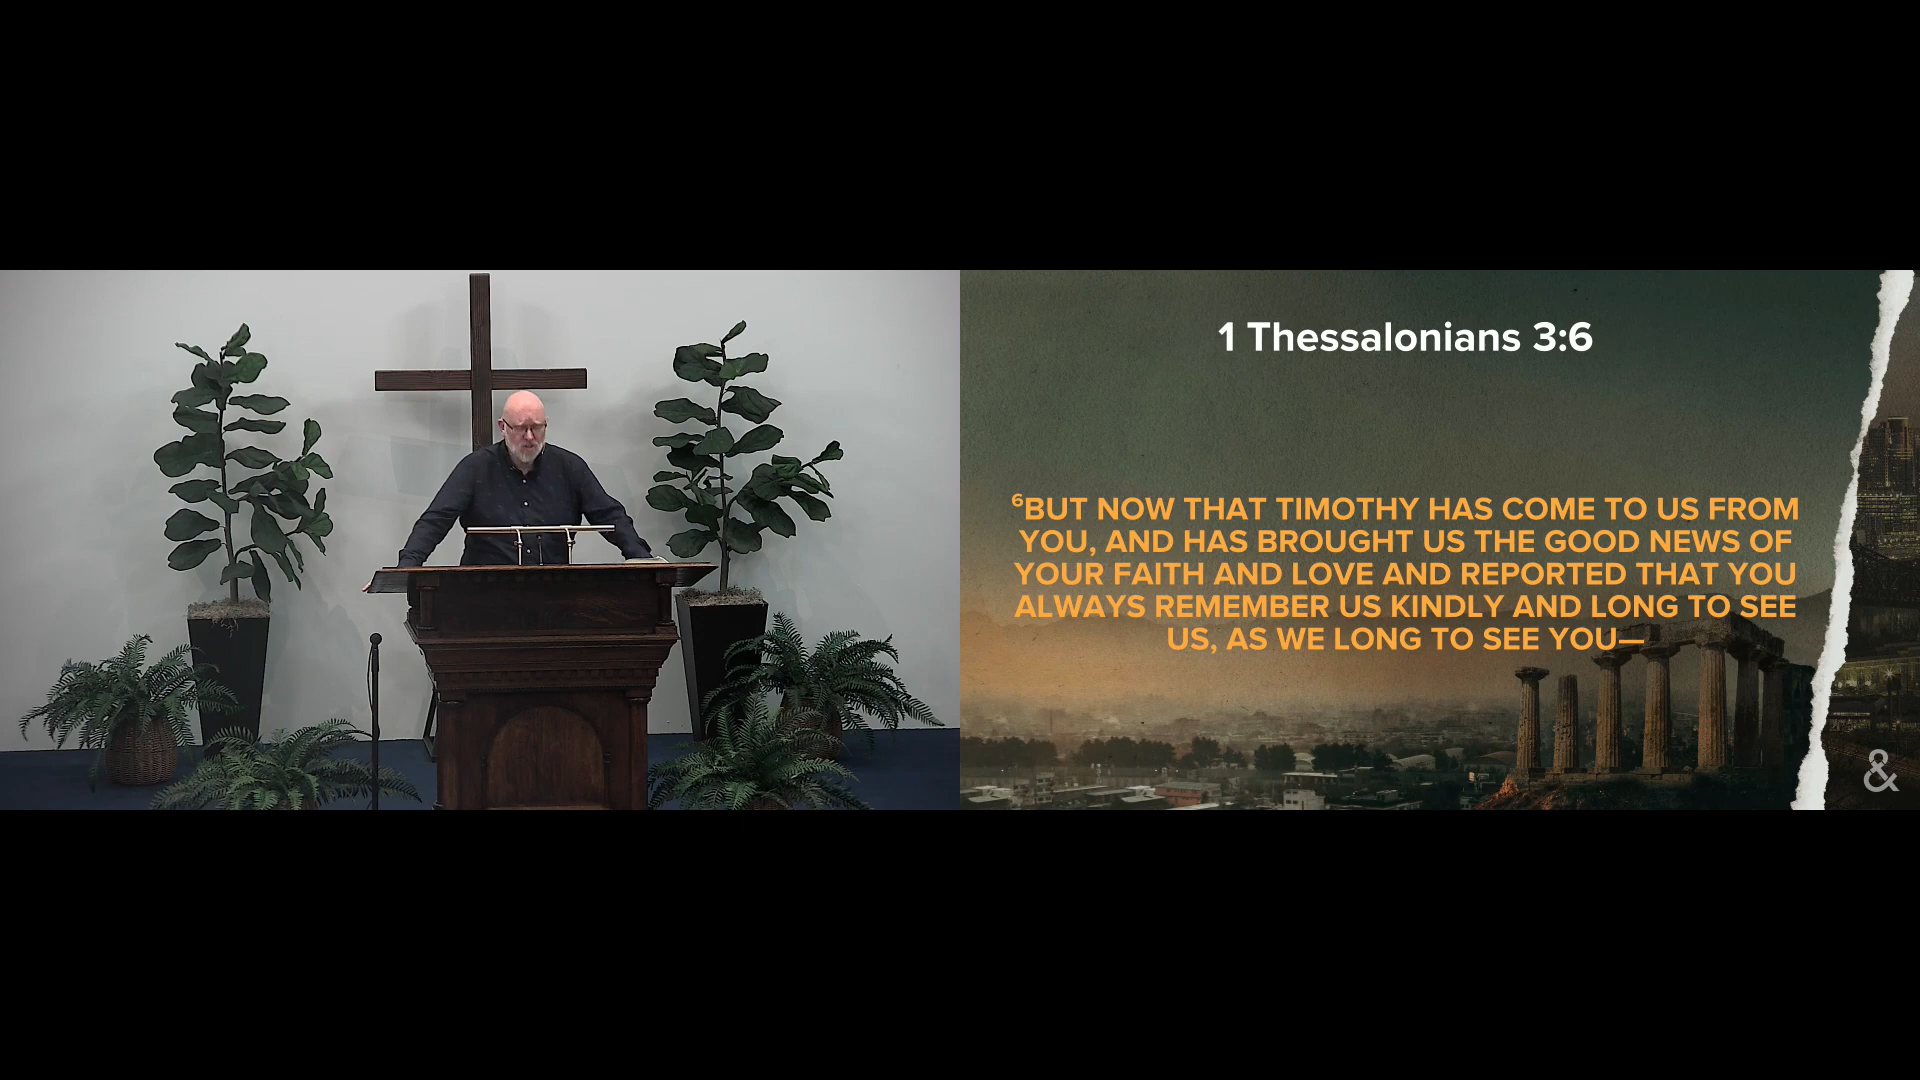 1 Thessalonians 3:6
⁶BUT NOW THAT TIMOTHY HAS COME TO US FROM
YOU, AND HAS BROUGHT US THE GOOD NEWS OF
YOUR FAITH AND LOVE AND REPORTED THAT YOU
ALWAYS REMEMBER US KINDLY AND LONG TO SEE
US, AS WE LONG TO SEE YOU—
&